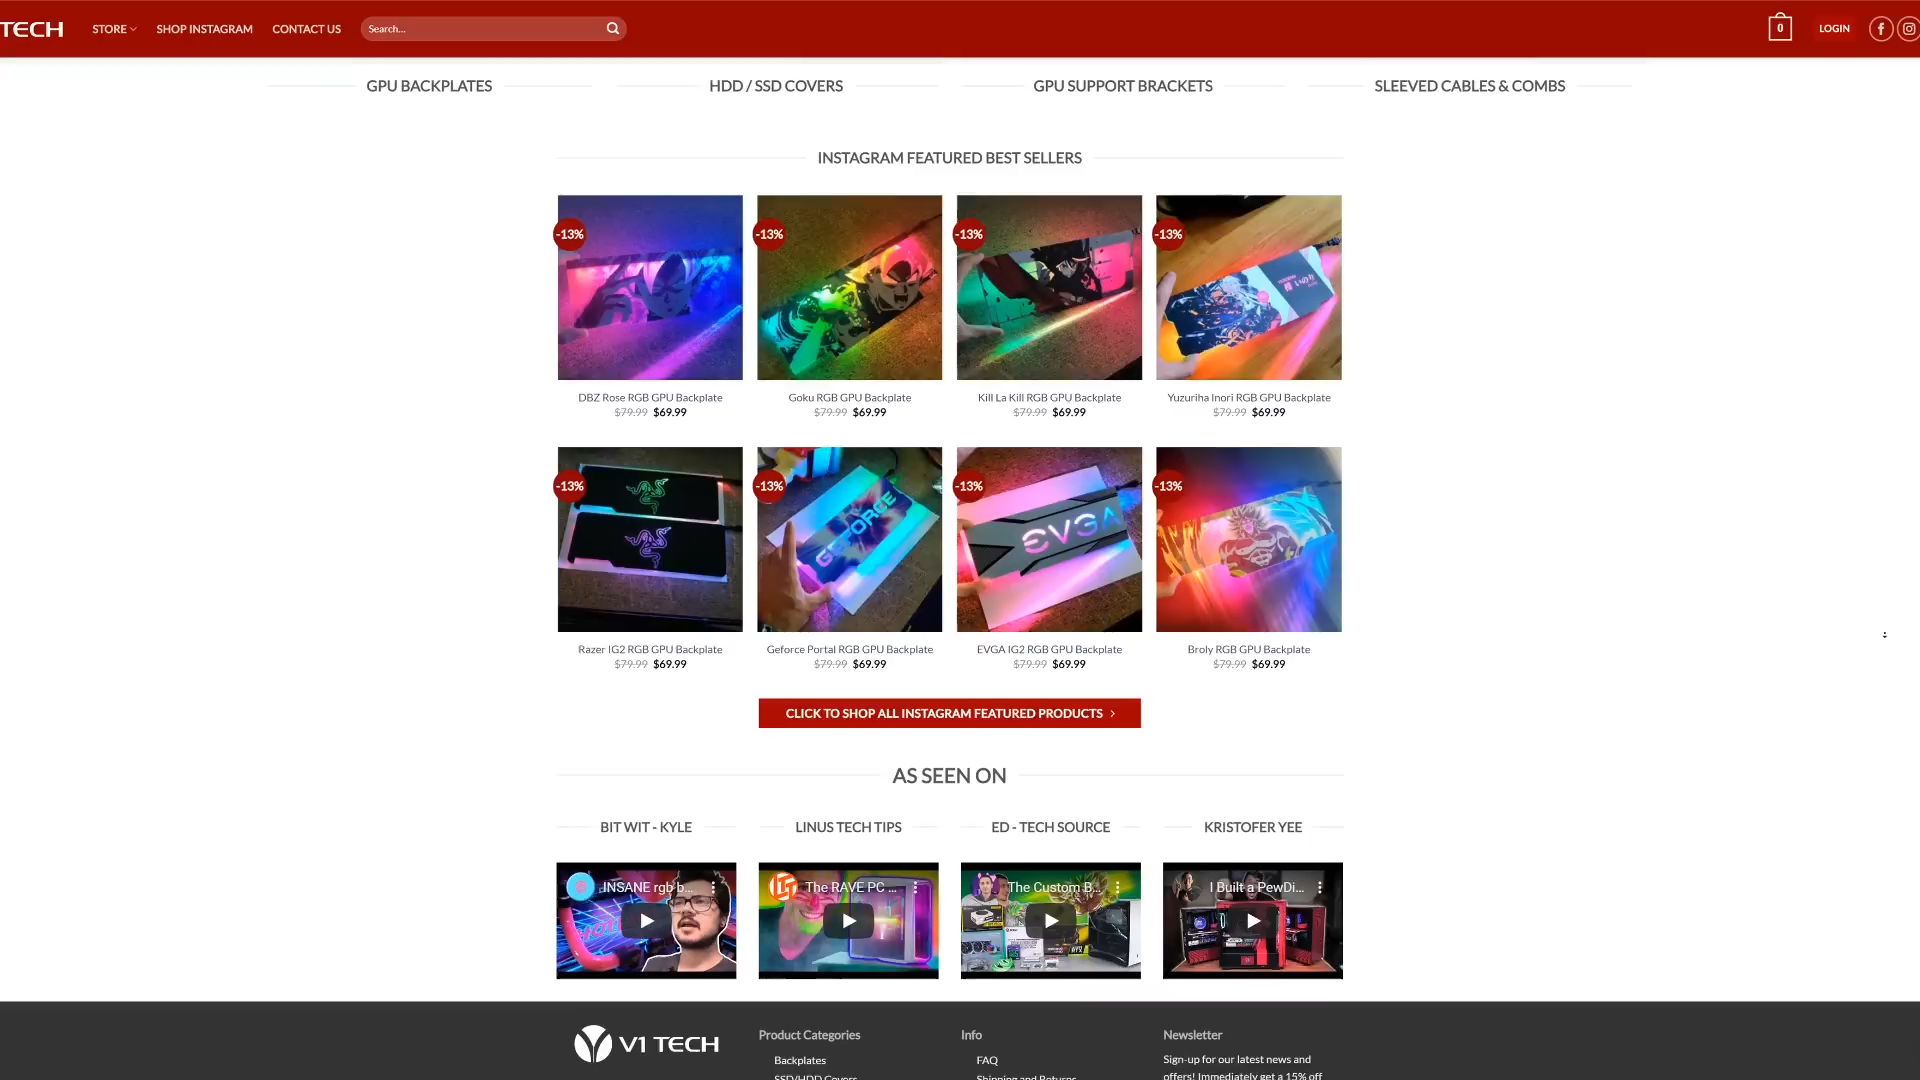 TECH
STORE
SHOP INSTAGRAM
CONTACT US
Search...
0
LOGIN
GPU BACKPLATES
HDD / SSD COVERS
GPU SUPPORT BRACKETS
SLEEVED CABLES & COMBS
INSTAGRAM FEATURED BEST SELLERS
-13%
-13%
-13%
-13%
DBZ Rose RGB GPU Backplate
$79.99 $69.99
Goku RGB GPU Backplate
$79.99 $69.99
Kill La Kill RGB GPU Backplate
$79.99 $69.99
Yuzuriha Inori RGB GPU Backplate
$79.99 $69.99
-13%
-13%
GEFORCE
-13%
EVGA
-13%
Razer IG2 RGB GPU Backplate
$79.99 $69.99
Geforce Portal RGB GPU Backplate
$79.99 $69.99
EVGA IG2 RGB GPU Backplate
$79.99 $69.99
Broly RGB GPU Backplate
$79.99 $69.99
CLICK TO SHOP ALL INSTAGRAM FEATURED PRODUCTS
AS SEEN ON
BIT WIT - KYLE
LINUS TECH TIPS
ED - TECH SOURCE
KRISTOFER YEE
INSANE rgb b...
The RAVE PC ...
The Custom B...
I Built a PewDi...
V1 TECH
Product Categories
Backplates
SSD/HDD Covers
Info
FAQ
Shipping and Returns
Newsletter
Sign-up for our latest news and
offers! Immediately get a 15% off